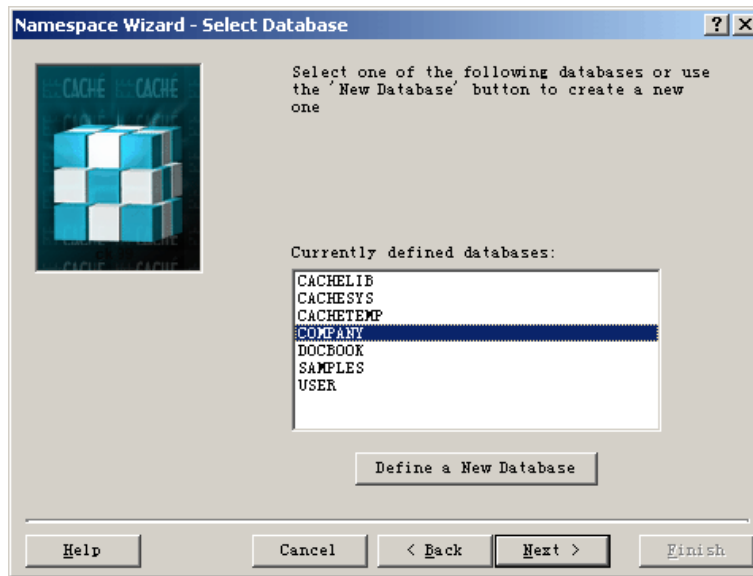 Namespace Wizard - Select Database
CACHÉ CACHÉ
Select one of the following databases or use
the 'New Database' button to create a new
one
Currently defined databases:
CACHELIB
CACHESYS
CACHETEMP
COMPANY
DOCBOOK
SAMPLES
USER
Define a New Database
Help
Cancel
< Back
Next >
Finish